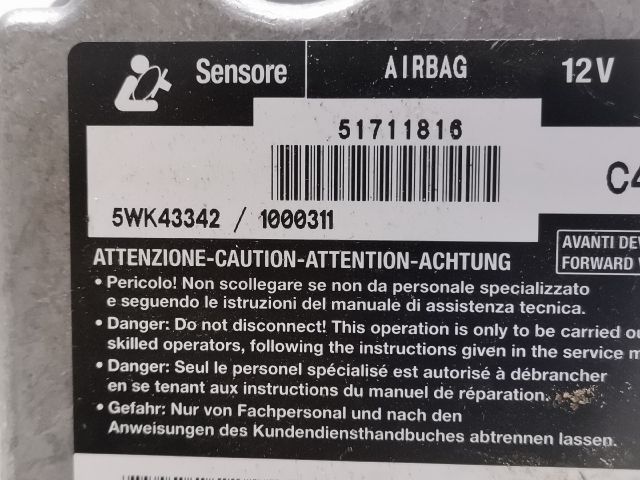 Sensore AIRBAG 12V
51711816
5WK43342 / 1000311
ATTENZIONE-CAUTION-ATTENTION-ACHTUNG
AVANTI
FORWARD
• Pericolo! Non scollegare se non da personale specializzato
e seguendo le istruzioni del manuale di assistenza tecnica.
• Danger: Do not disconnect! This operation is only to be carried
skilled operators, following the instructions given in the service
• Danger: Seul le personel spécialisé est autorisé à débrancher
en se tenant aux instructions du manuel de réparation.
• Gefahr: Nur von Fachpersonal und nach den
Anweisungen des Kundendiensthandbuches abtrennen lassen.